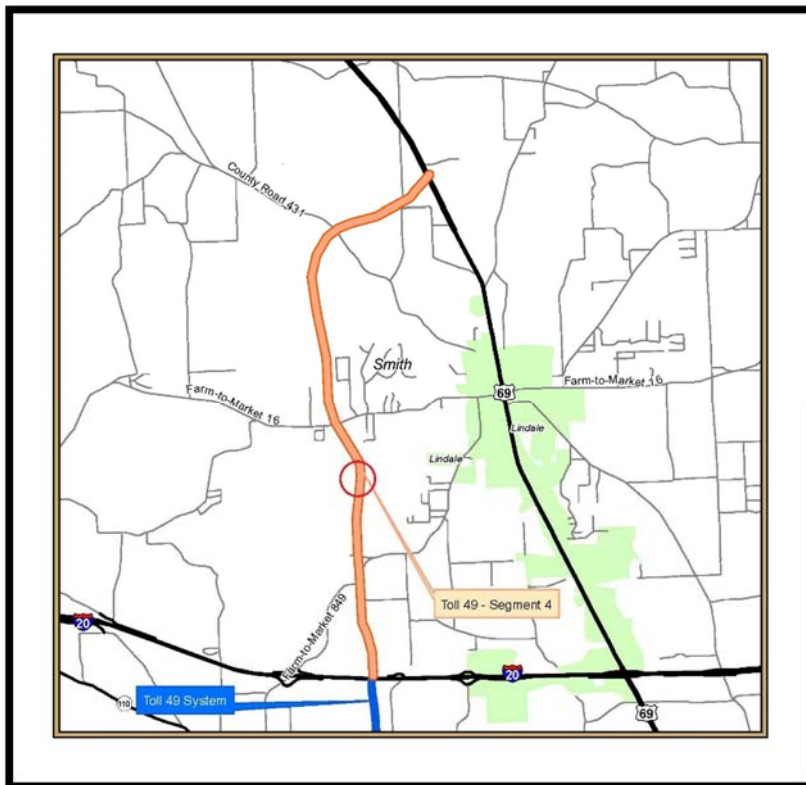 County Road 431
Smith
Farm-to-Market 16
Farm-to-Market 16
69
Lindale
Lindale
Toll 49 - Segment 4
Farm-to-Market 849
20
20
Toll 49 System
110
69